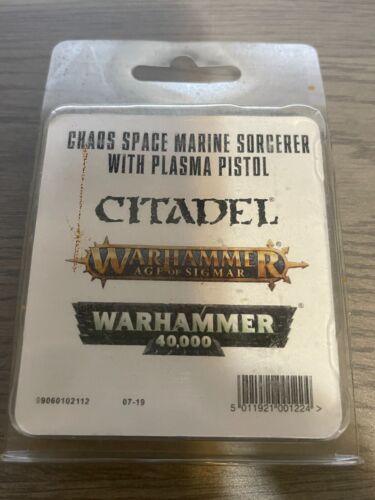 CHAOS SPACE MARINE SORCERER
WITH PLASMA PISTOL
CITADEL®
WARHAMMER®
AGE OF SIGMAR
WARHAMMER®
40,000
99060102112 07-19
5 011921 001224 >